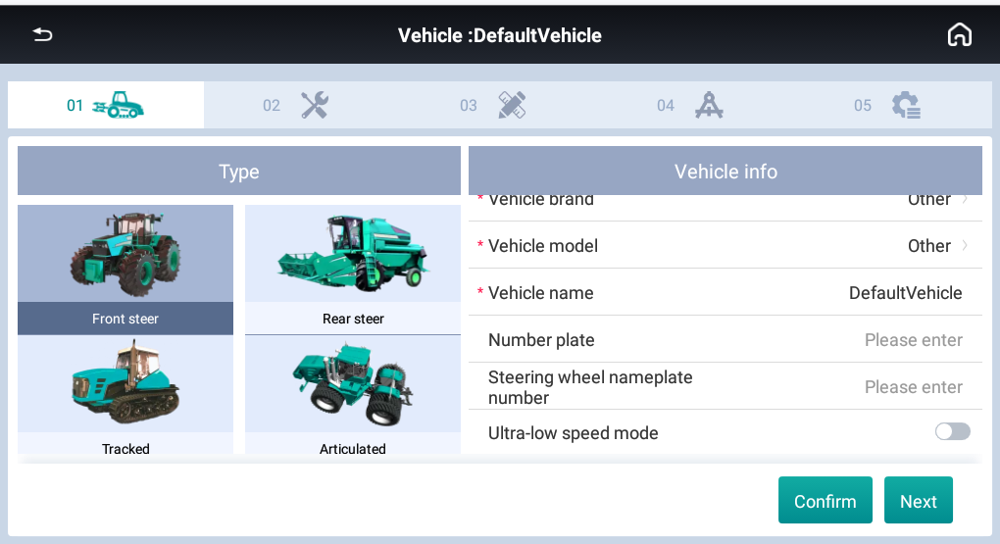 Vehicle :DefaultVehicle
01
02
03
04
05
Type
Vehicle info
Front steer
Rear steer
Tracked
Articulated
* Vehicle brand Other
* Vehicle model Other
* Vehicle name DefaultVehicle
Number plate Please enter
Steering wheel nameplate
number Please enter
Ultra-low speed mode
Confirm Next